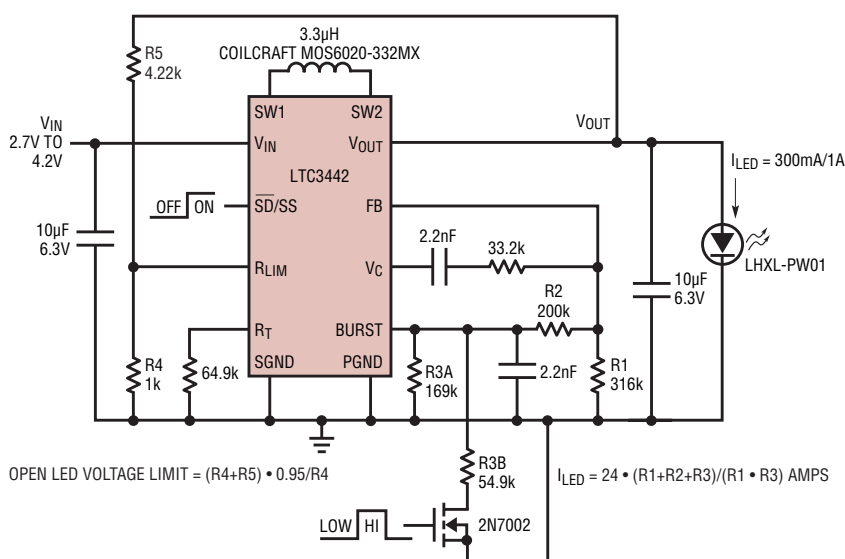 3.3µH
COILCRAFT MOS6020-332MX
R5
4.22k
SW1
SW2
VIN
2.7V TO
4.2V
VIN
VOUT
VOUT
ILED = 300mA/1A
LTC3442
OFF
ON
SD/SS
FB
10µF
6.3V
2.2nF
33.2k
LHXL-PW01
RLIM
VC
10µF
6.3V
R2
200k
RT
BURST
R4
1k
64.9k
SGND
PGND
R3A
169k
2.2nF
R1
316k
OPEN LED VOLTAGE LIMIT = (R4+R5) • 0.95/R4
R3B
54.9k
ILED = 24 • (R1+R2+R3)/(R1 • R3) AMPS
LOW
HI
2N7002